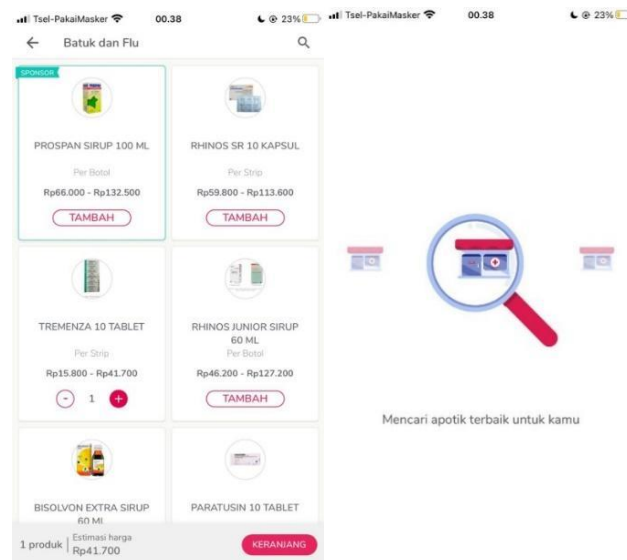 Tsel-PakaiMasker 00.38 23%
Batuk dan Flu
SPONSOR
PROSPAN SIRUP 100 ML
Per Botol
Rp66.000 - Rp132.500
TAMBAH
RHINOS SR 10 KAPSUL
Per Strip
Rp59.800 - Rp113.600
TAMBAH
TREMENZA 10 TABLET
Per Strip
Rp15.800 - Rp41.700
- 1 +
RHINOS JUNIOR SIRUP
60 ML
Per Botol
Rp46.200 - Rp127.200
TAMBAH
BISOLVON EXTRA SIRUP
60 ML
PARATUSIN 10 TABLET
1 produk
Estimasi harga
Rp41.700
KERANJANG
Tsel-PakaiMasker 00.38 23%
Mencari apotik terbaik untuk kamu